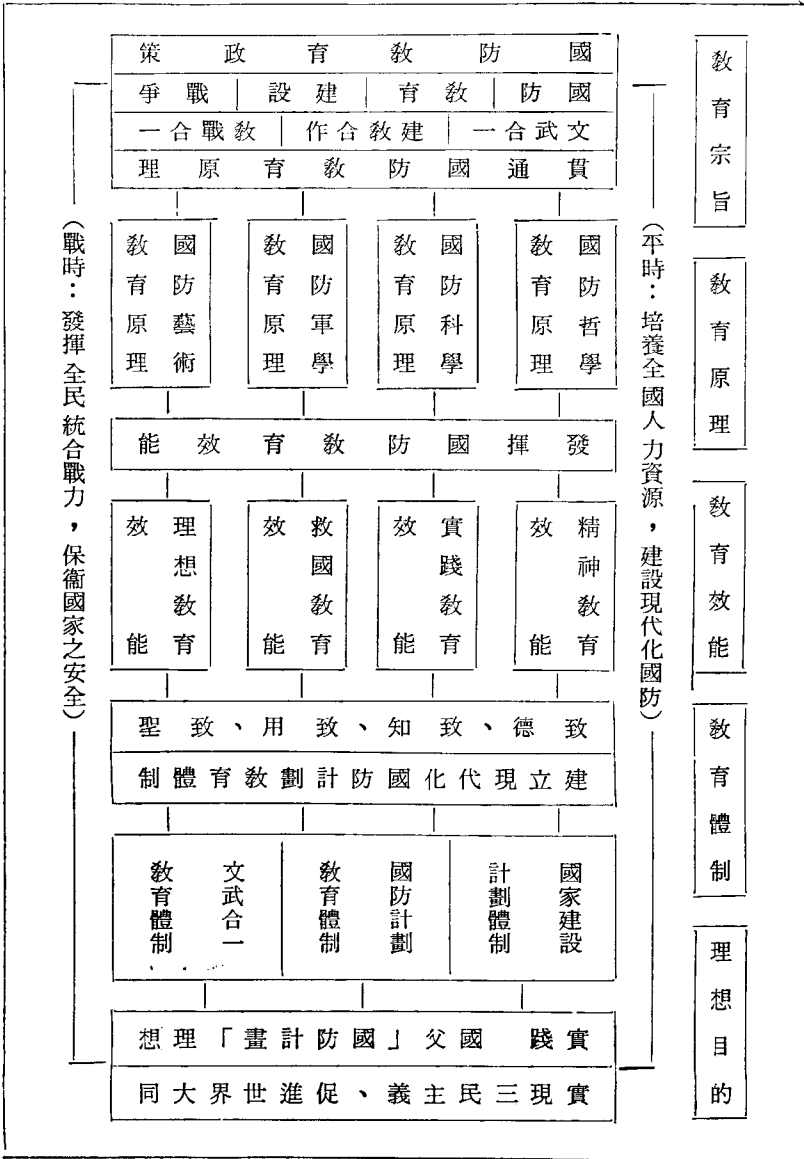 教育宗旨
教育原理
教育效能
教育體制
理想目的
（平時：培養全國人力資源，建設現代化國防）
國防教育政策
國防 教育 建設 戰爭
文武合一 建教合作 教戰合一
貫通國防教育原理
國防哲學
教育原理
國防科學
教育原理
國防軍學
教育原理
國防藝術
教育原理
發揮國防教育效能
精神教育
效能
實踐教育
效能
救國教育
效能
理想教育
效能
致德、致知、致用、致聖
建立現代化國防計劃教育體制
國家建設
計劃體制
國防計劃
教育體制
文武合一
教育體制
實踐 國父「國防計畫」理想
實現三民主義、促進世界大同
（戰時：發揮全民統合戰力，保衞國家之安全）